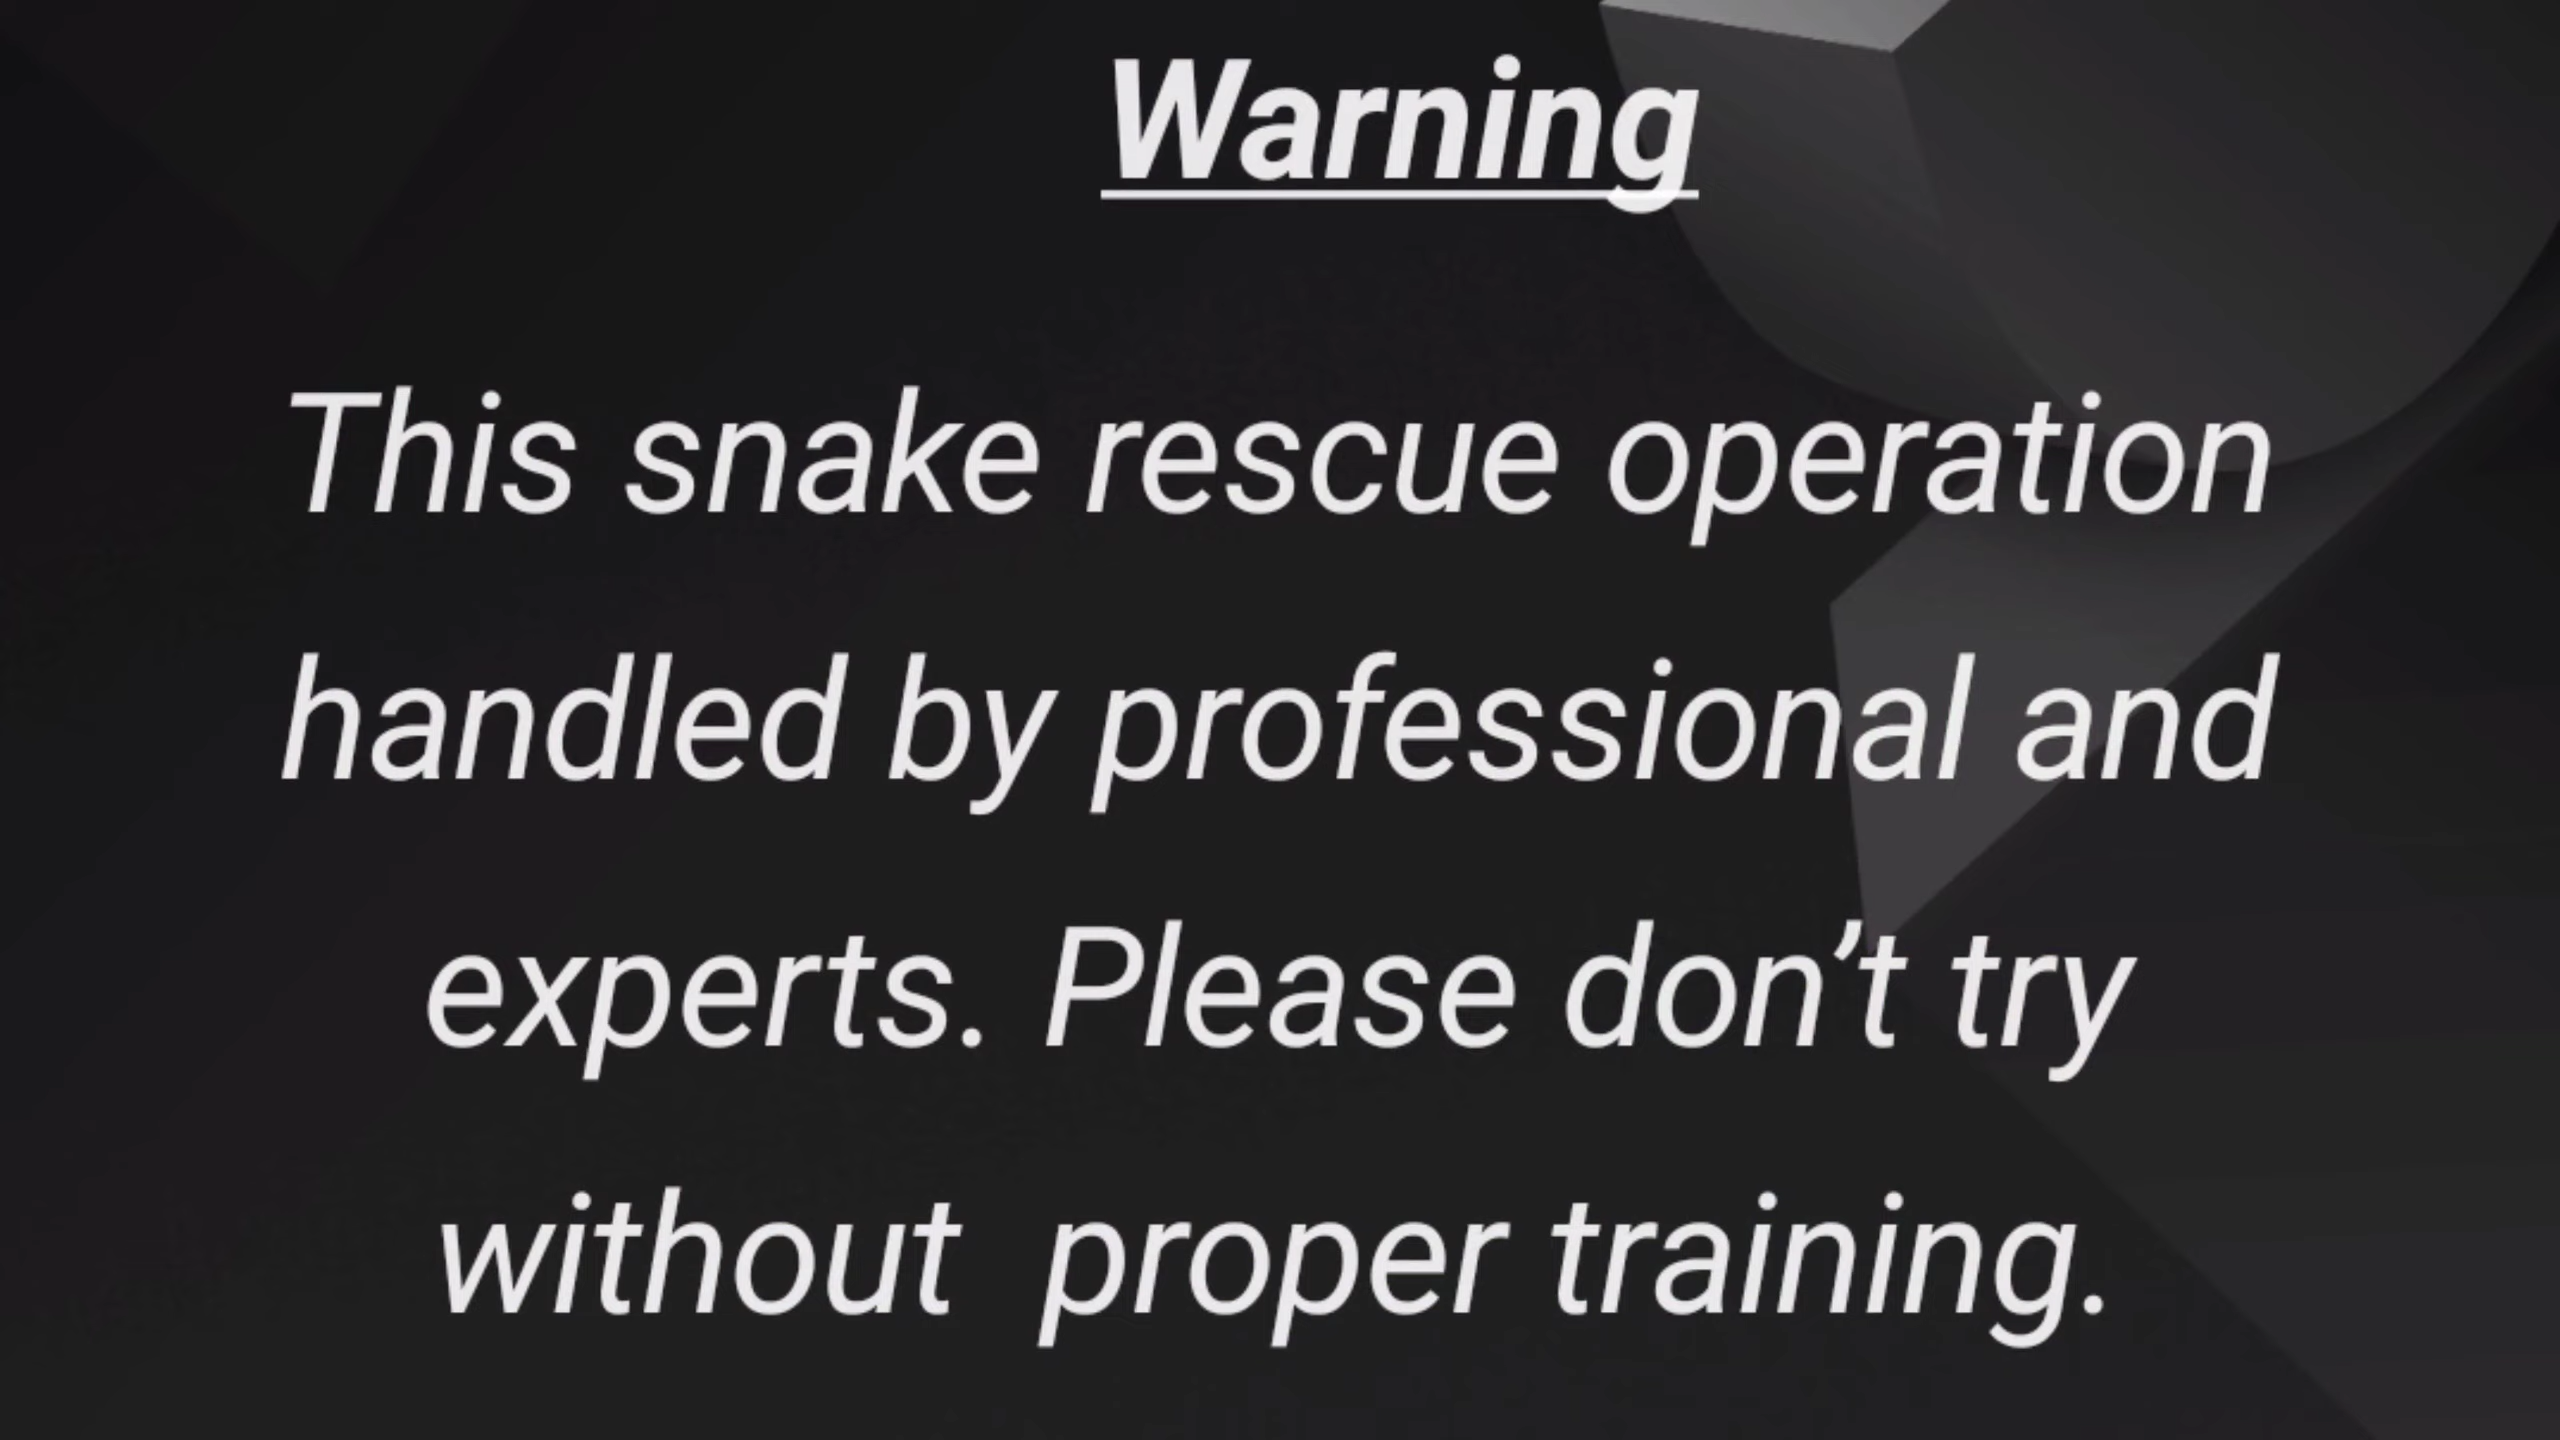 Warning
This snake rescue operation
handled by professional and
experts. Please don’t try
without  proper training.